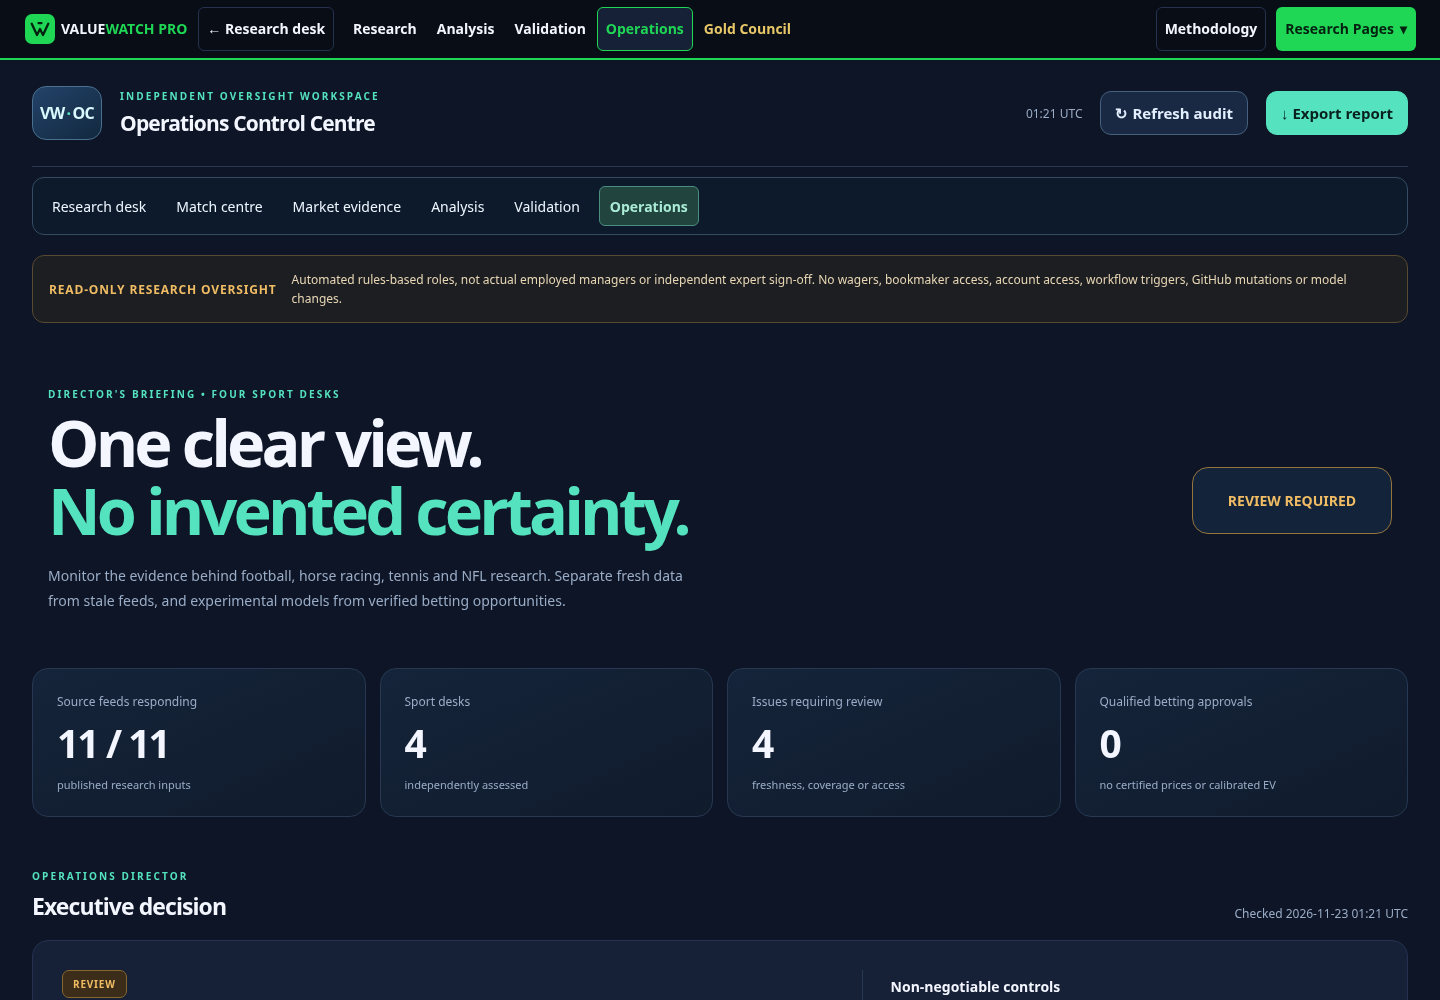 VALUEWATCH PRO
← Research desk
Research
Analysis
Validation
Operations
Gold Council
Methodology
Research Pages ▾
VW·OC
INDEPENDENT OVERSIGHT WORKSPACE
Operations Control Centre
01:21 UTC
↻ Refresh audit
↓ Export report
Research desk
Match centre
Market evidence
Analysis
Validation
Operations
READ-ONLY RESEARCH OVERSIGHT
Automated rules-based roles, not actual employed managers or independent expert sign-off. No wagers, bookmaker access, account access, workflow triggers, GitHub mutations or model
changes.
DIRECTOR'S BRIEFING • FOUR SPORT DESKS
One clear view.
No invented certainty.
Monitor the evidence behind football, horse racing, tennis and NFL research. Separate fresh data
from stale feeds, and experimental models from verified betting opportunities.
REVIEW REQUIRED
Source feeds responding
11 / 11
published research inputs
Sport desks
4
independently assessed
Issues requiring review
4
freshness, coverage or access
Qualified betting approvals
0
no certified prices or calibrated EV
OPERATIONS DIRECTOR
Executive decision
Checked 2026-11-23 01:21 UTC
REVIEW
Non-negotiable controls